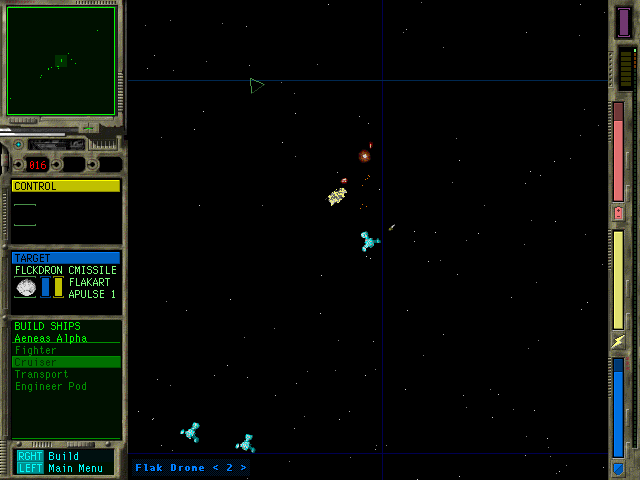 016
CONTROL
TARGET
FLCKDRON CMISSILE
FLAKART
APULSE 1
BUILD SHIPS
Aeneas Alpha
Fighter
Cruiser
Transport
Engineer Pod
RGHT Build
LEFT Main Menu
Flak Drone < 2 >